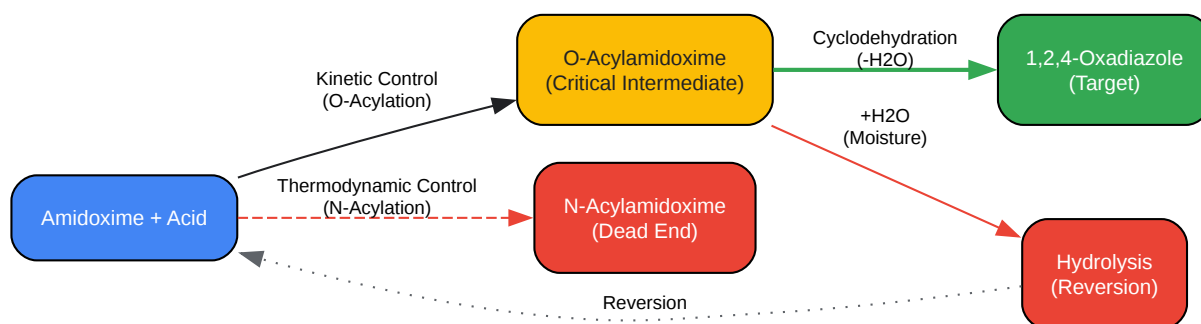 Amidoxime + Acid
Kinetic Control
(O-Acylation)
Thermodynamic Control
(N-Acylation)
O-Acylamidoxime
(Critical Intermediate)
N-Acylamidoxime
(Dead End)
Cyclodehydration
(-H2O)
+H2O
(Moisture)
1,2,4-Oxadiazole
(Target)
Hydrolysis
(Reversion)
Reversion